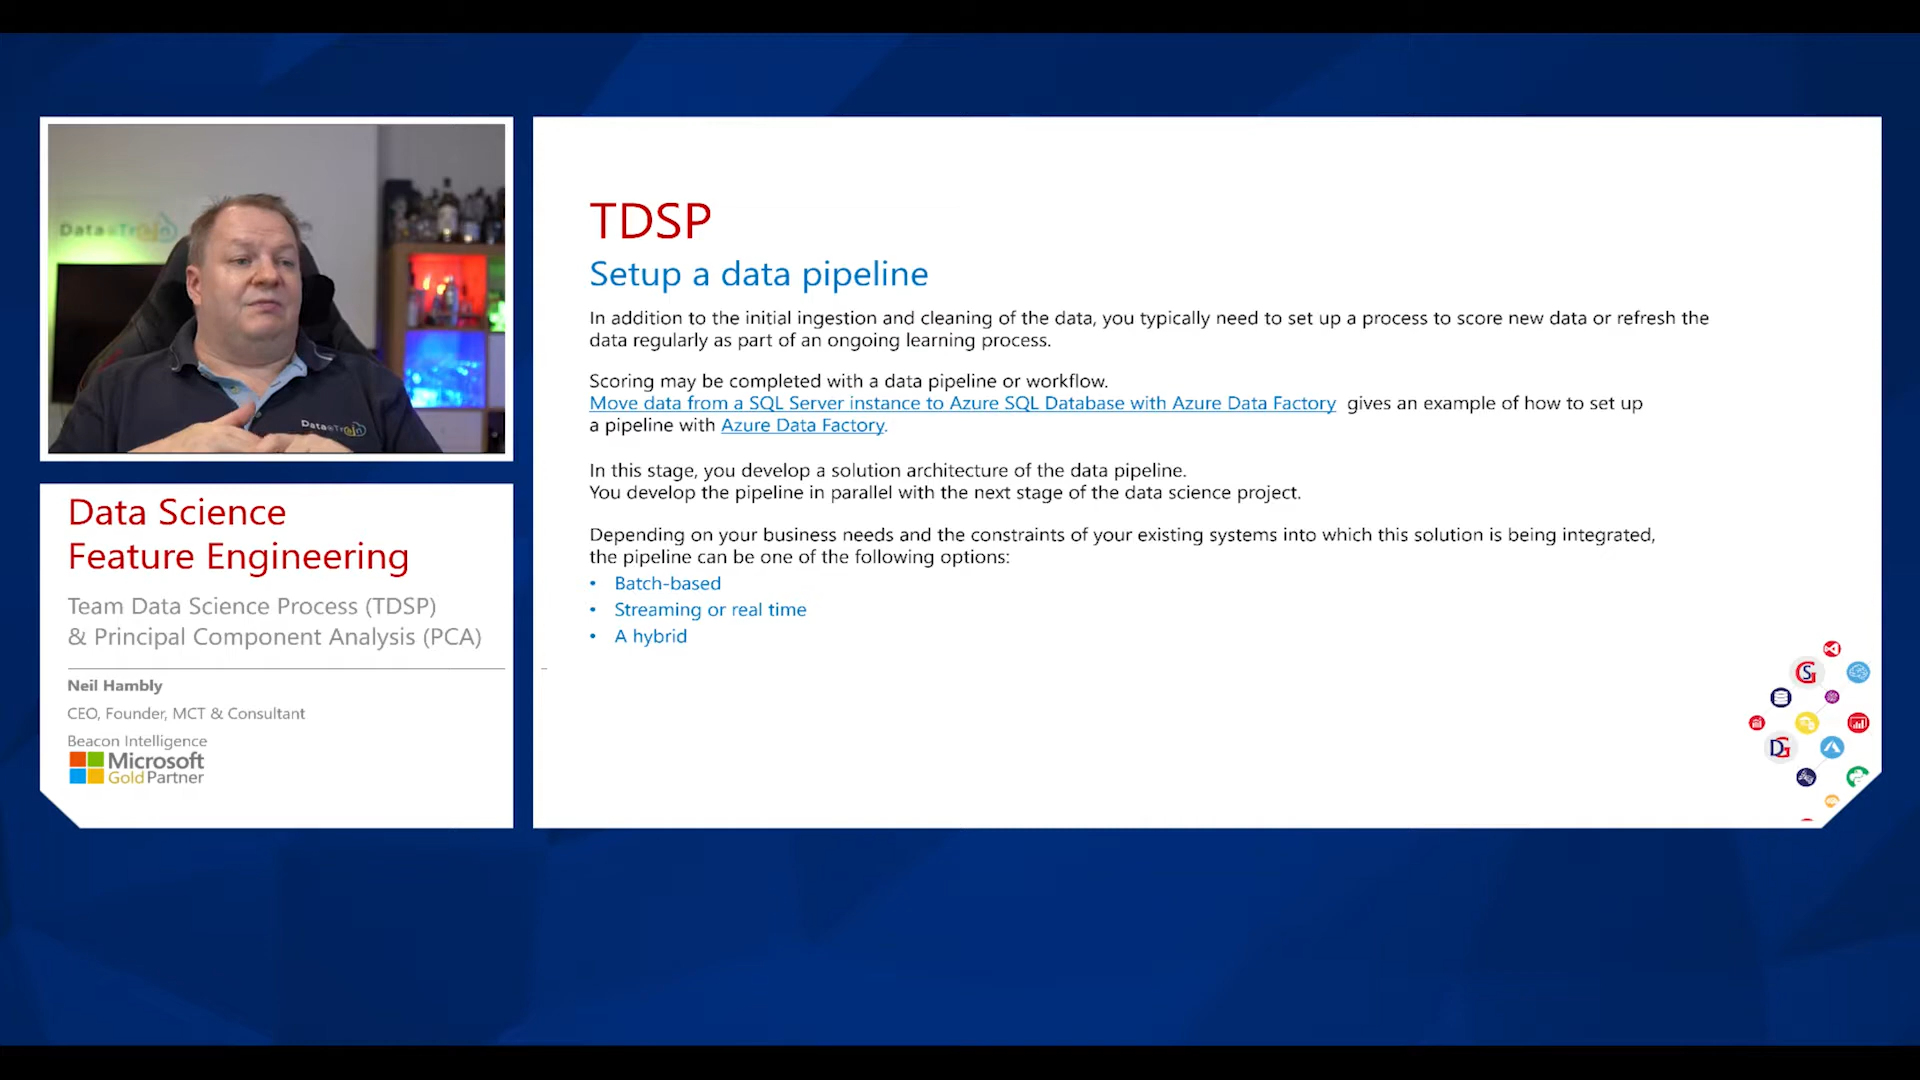 Data Science
Feature Engineering
Team Data Science Process (TDSP)
& Principal Component Analysis (PCA)
Neil Hambly
CEO, Founder, MCT & Consultant
Beacon Intelligence
Microsoft
Gold Partner
TDSP
Setup a data pipeline
In addition to the initial ingestion and cleaning of the data, you typically need to set up a process to score new data or refresh the
data regularly as part of an ongoing learning process.
Scoring may be completed with a data pipeline or workflow.
Move data from a SQL Server instance to Azure SQL Database with Azure Data Factory gives an example of how to set up
a pipeline with Azure Data Factory.
In this stage, you develop a solution architecture of the data pipeline.
You develop the pipeline in parallel with the next stage of the data science project.
Depending on your business needs and the constraints of your existing systems into which this solution is being integrated,
the pipeline can be one of the following options:
• Batch-based
• Streaming or real time
• A hybrid